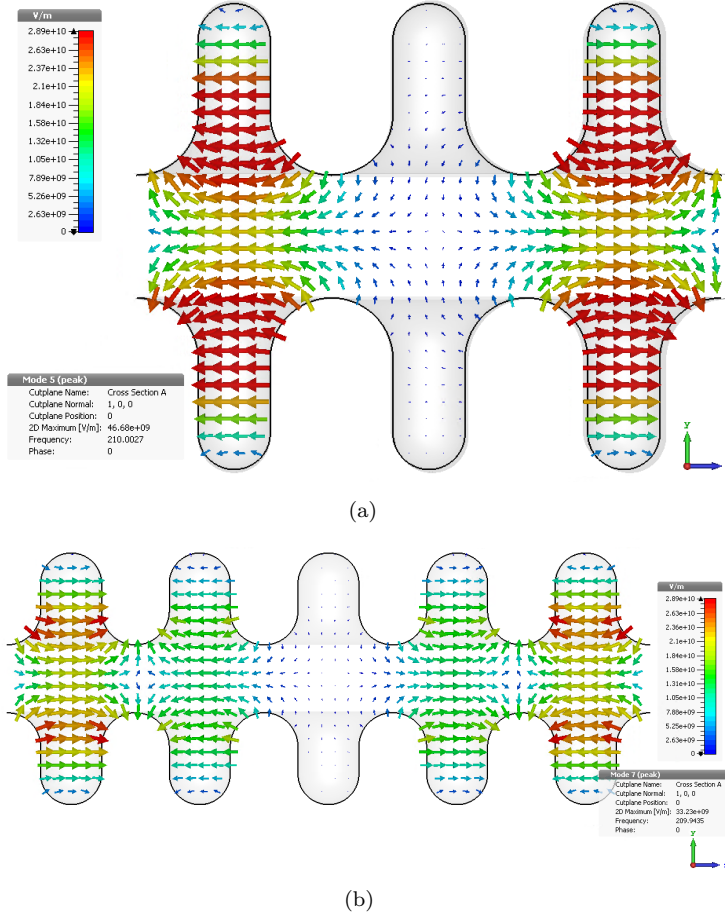 V/m
2.89e+10
2.63e+10
2.37e+10
2.1e+10
1.84e+10
1.58e+10
1.31e+10
1.05e+10
7.89e+09
5.26e+09
2.63e+09
0
Mode 5 (peak)
Cutplane Name: Cross Section A
Cutplane Normal: 1, 0, 0
Cutplane Position: 0
2D Maximum [V/m]: 46.68e+09
Frequency: 210.0027
Phase: 0
y
(a)
V/m
2.89e+10
2.63e+10
2.36e+10
2.1e+10
1.84e+10
1.58e+10
1.31e+10
1.05e+10
7.88e+09
5.25e+09
2.63e+09
0
Mode 7 (peak)
Cutplane Name: Cross Section A
Cutplane Normal: 1, 0, 0
Cutplane Position: 0
2D Maximum [V/m]: 33.23e+09
Frequency: 209.9435
Phase: 0
y
(b)